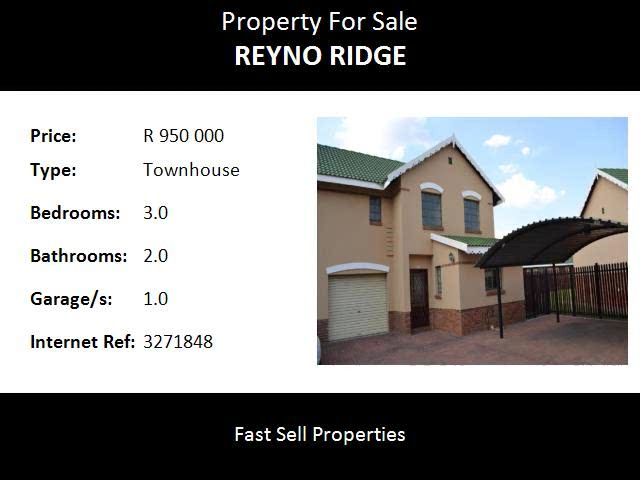 Property For Sale
REYNO RIDGE
Price: R 950 000
Type: Townhouse
Bedrooms: 3.0
Bathrooms: 2.0
Garage/s: 1.0
Internet Ref: 3271848
Fast Sell Properties